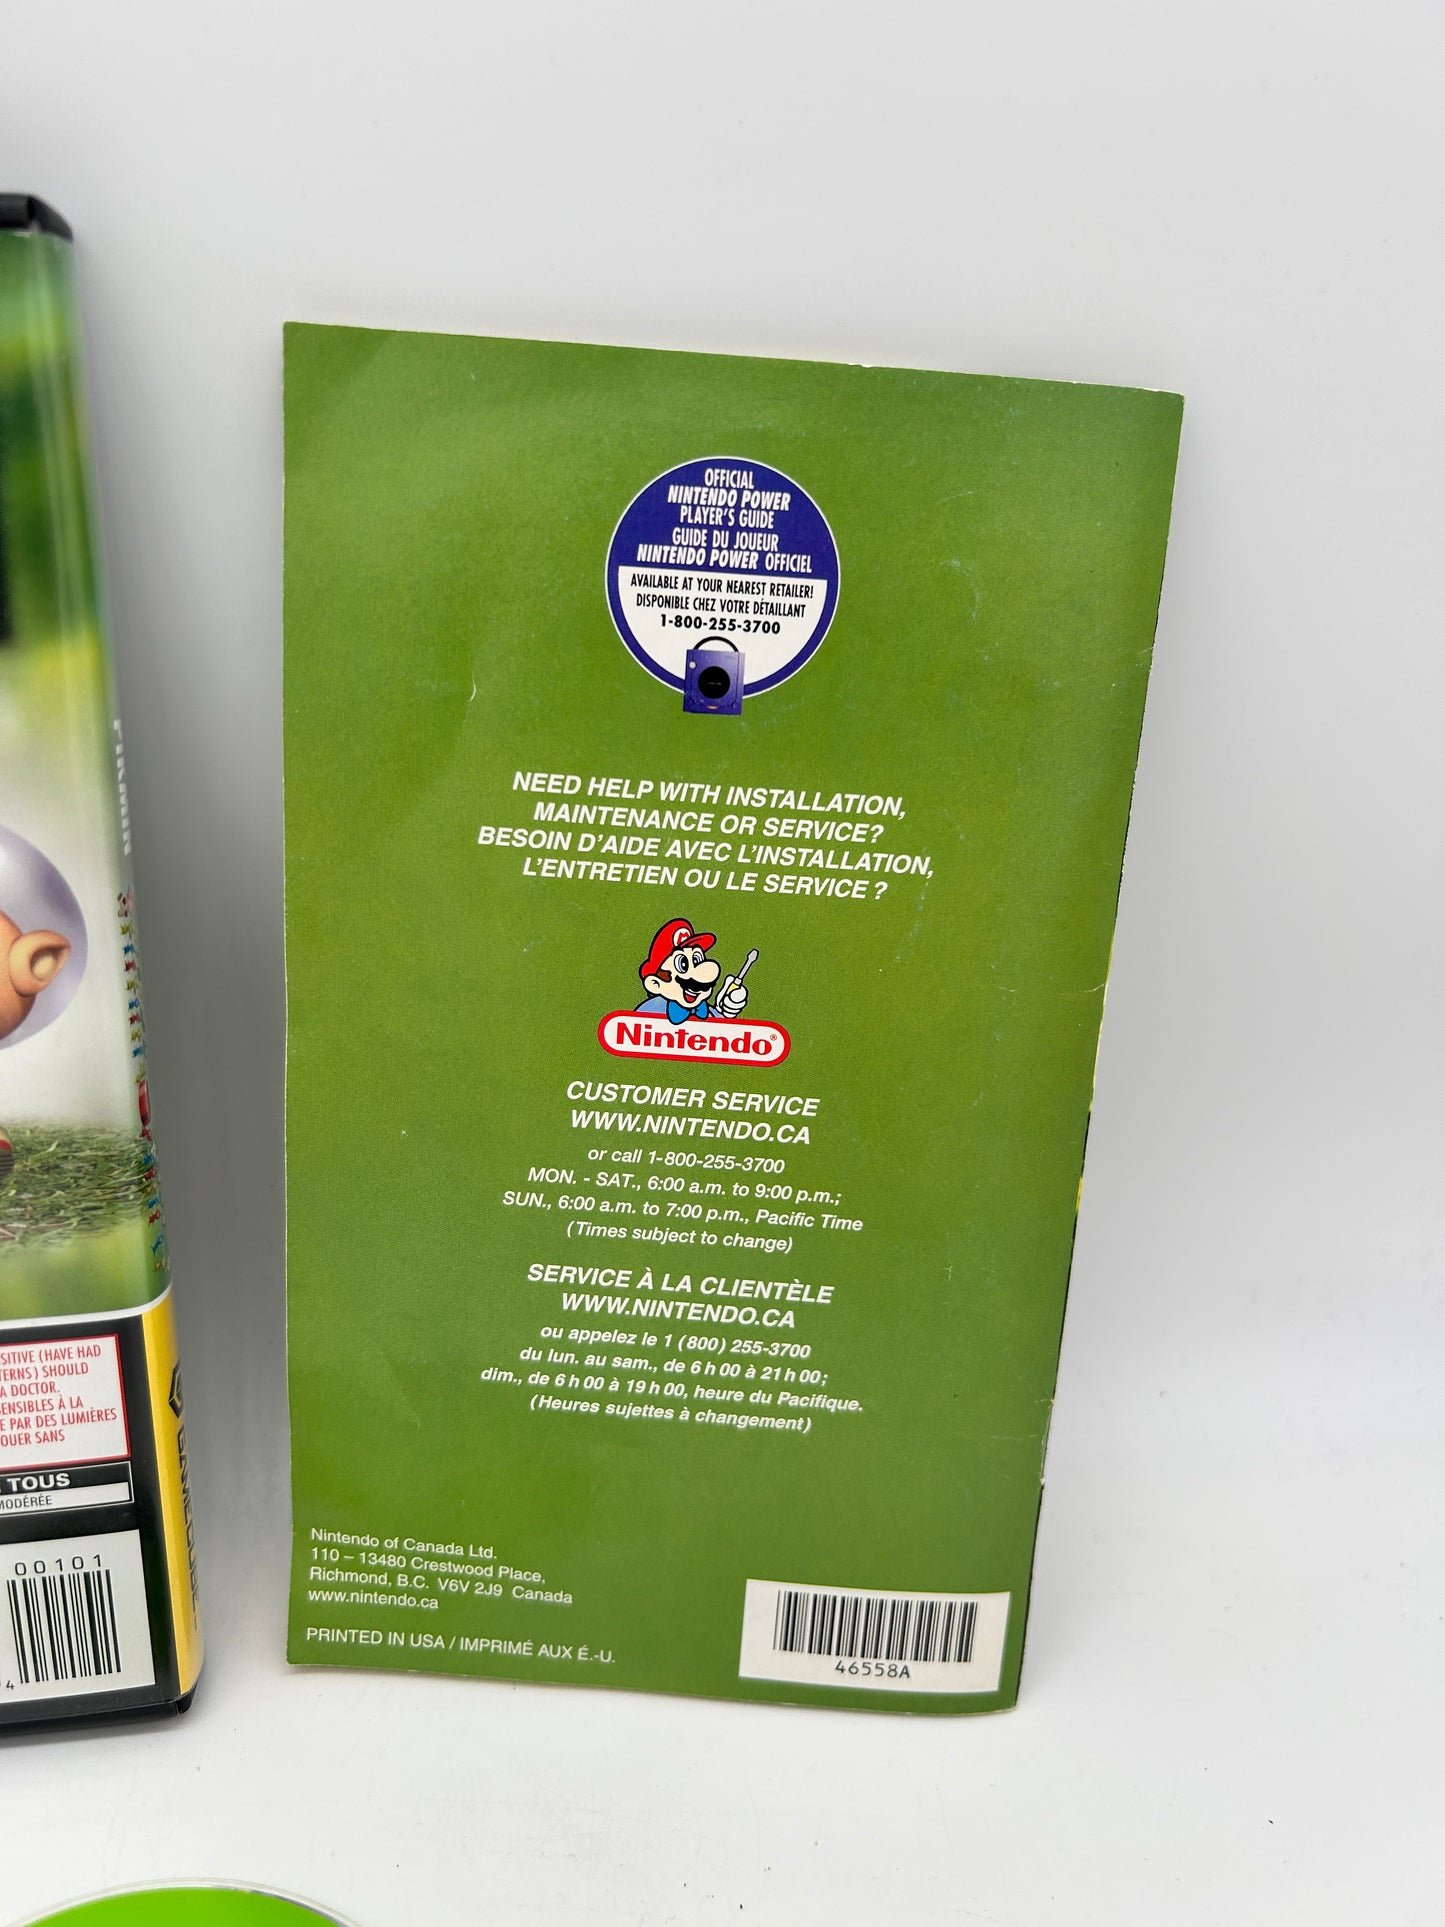 OFFICIAL
NINTENDO POWER
PLAYER'S GUIDE
GUIDE DU JOUEUR
NINTENDO POWER OFFICIEL
AVAILABLE AT YOUR NEAREST RETAILER!
DISPONIBLE CHEZ VOTRE DÉTAILLANT
1-800-255-3700
NEED HELP WITH INSTALLATION,
MAINTENANCE OR SERVICE?
BESOIN D'AIDE AVEC L'INSTALLATION,
L'ENTRETIEN OU LE SERVICE ?
M
Nintendo®
CUSTOMER SERVICE
WWW.NINTENDO.CA
or call 1-800-255-3700
MON. - SAT., 6:00 a.m. to 9:00 p.m.;
SUN., 6:00 a.m. to 7:00 p.m., Pacific Time
(Times subject to change)
SERVICE À LA CLIENTÈLE
WWW.NINTENDO.CA
ou appelez le 1 (800) 255-3700
du lun. au sam., de 6 h 00 à 21 h 00;
dim., de 6 h 00 à 19 h 00, heure du Pacifique.
(Heures sujettes à changement)
Nintendo of Canada Ltd.
110 – 13480 Crestwood Place,
Richmond, B.C. V6V 2J9 Canada
www.nintendo.ca
PRINTED IN USA / IMPRIMÉ AUX É.-U.
46558A
PIKMIN
GAMECUBE
SITIVE (HAVE HAD
TERNS) SHOULD
A DOCTOR.
SENSIBLES À LA
E PAR DES LUMIÈRES
OUER SANS
TOUS
MODÉRÉE
00101
4